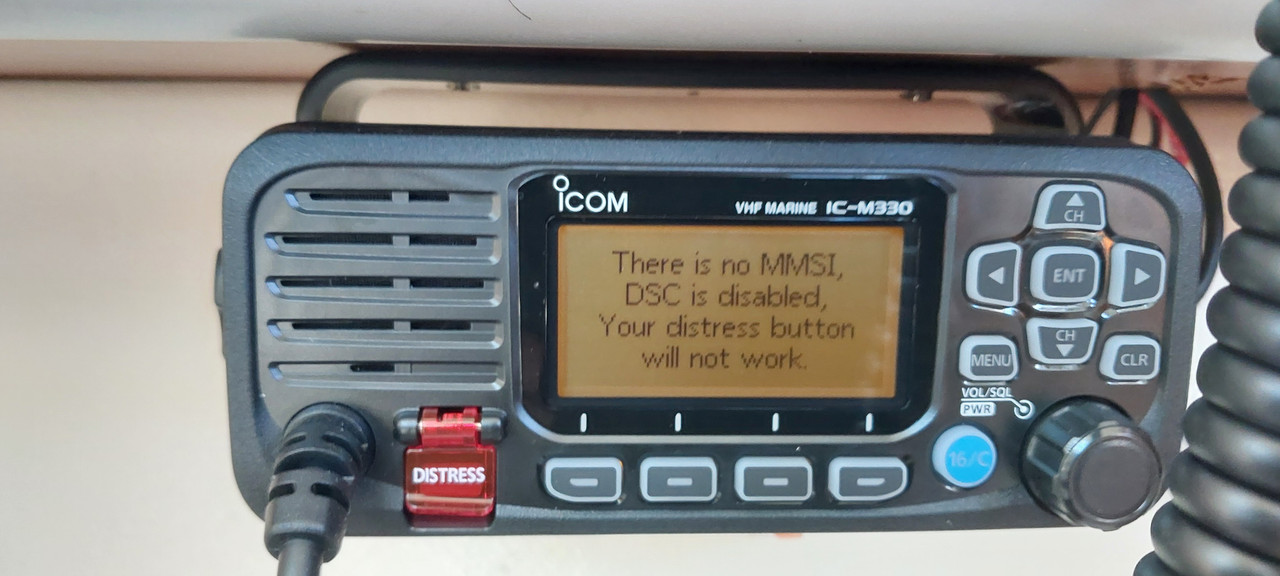 ICOM
VHF MARINE IC-M330
There is no MMSI,
DSC is disabled,
Your distress button
will not work.
CH
ENT
CH
MENU
CLR
VOL/SQL
PWR
16/C
DISTRESS